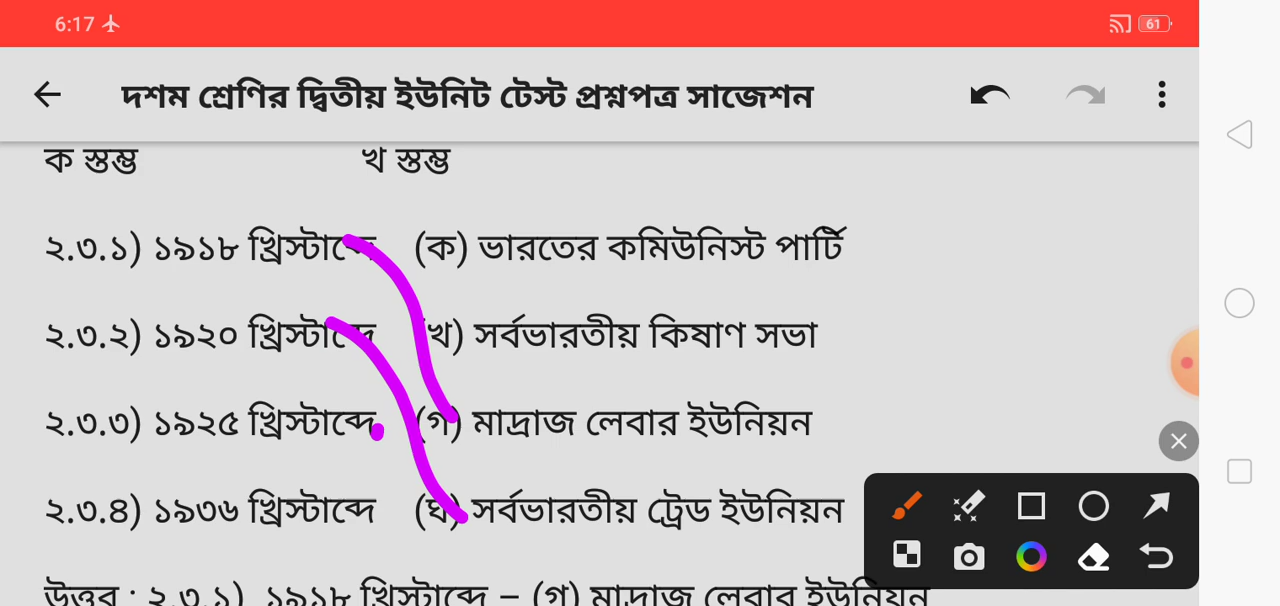 6:17
61
দশম শ্রেণির দ্বিতীয় ইউনিট টেস্ট প্রশ্নপত্র সাজেশন
ক স্তম্ভ খ স্তম্ভ
২.৩.১) ১৯১৮ খ্রিস্টাব্দে (ক) ভারতের কমিউনিস্ট পার্টি
২.৩.২) ১৯২০ খ্রিস্টাব্দে (খ) সর্বভারতীয় কিষাণ সভা
২.৩.৩) ১৯২৫ খ্রিস্টাব্দে (গ) মাদ্রাজ লেবার ইউনিয়ন
২.৩.৪) ১৯৩৬ খ্রিস্টাব্দে (ঘ) সর্বভারতীয় ট্রেড ইউনিয়ন
উত্তর : ২.৩.১) ১৯১৮ খ্রিস্টাব্দে – (গ) মাদ্রাজ লেবার ইউনিয়ন